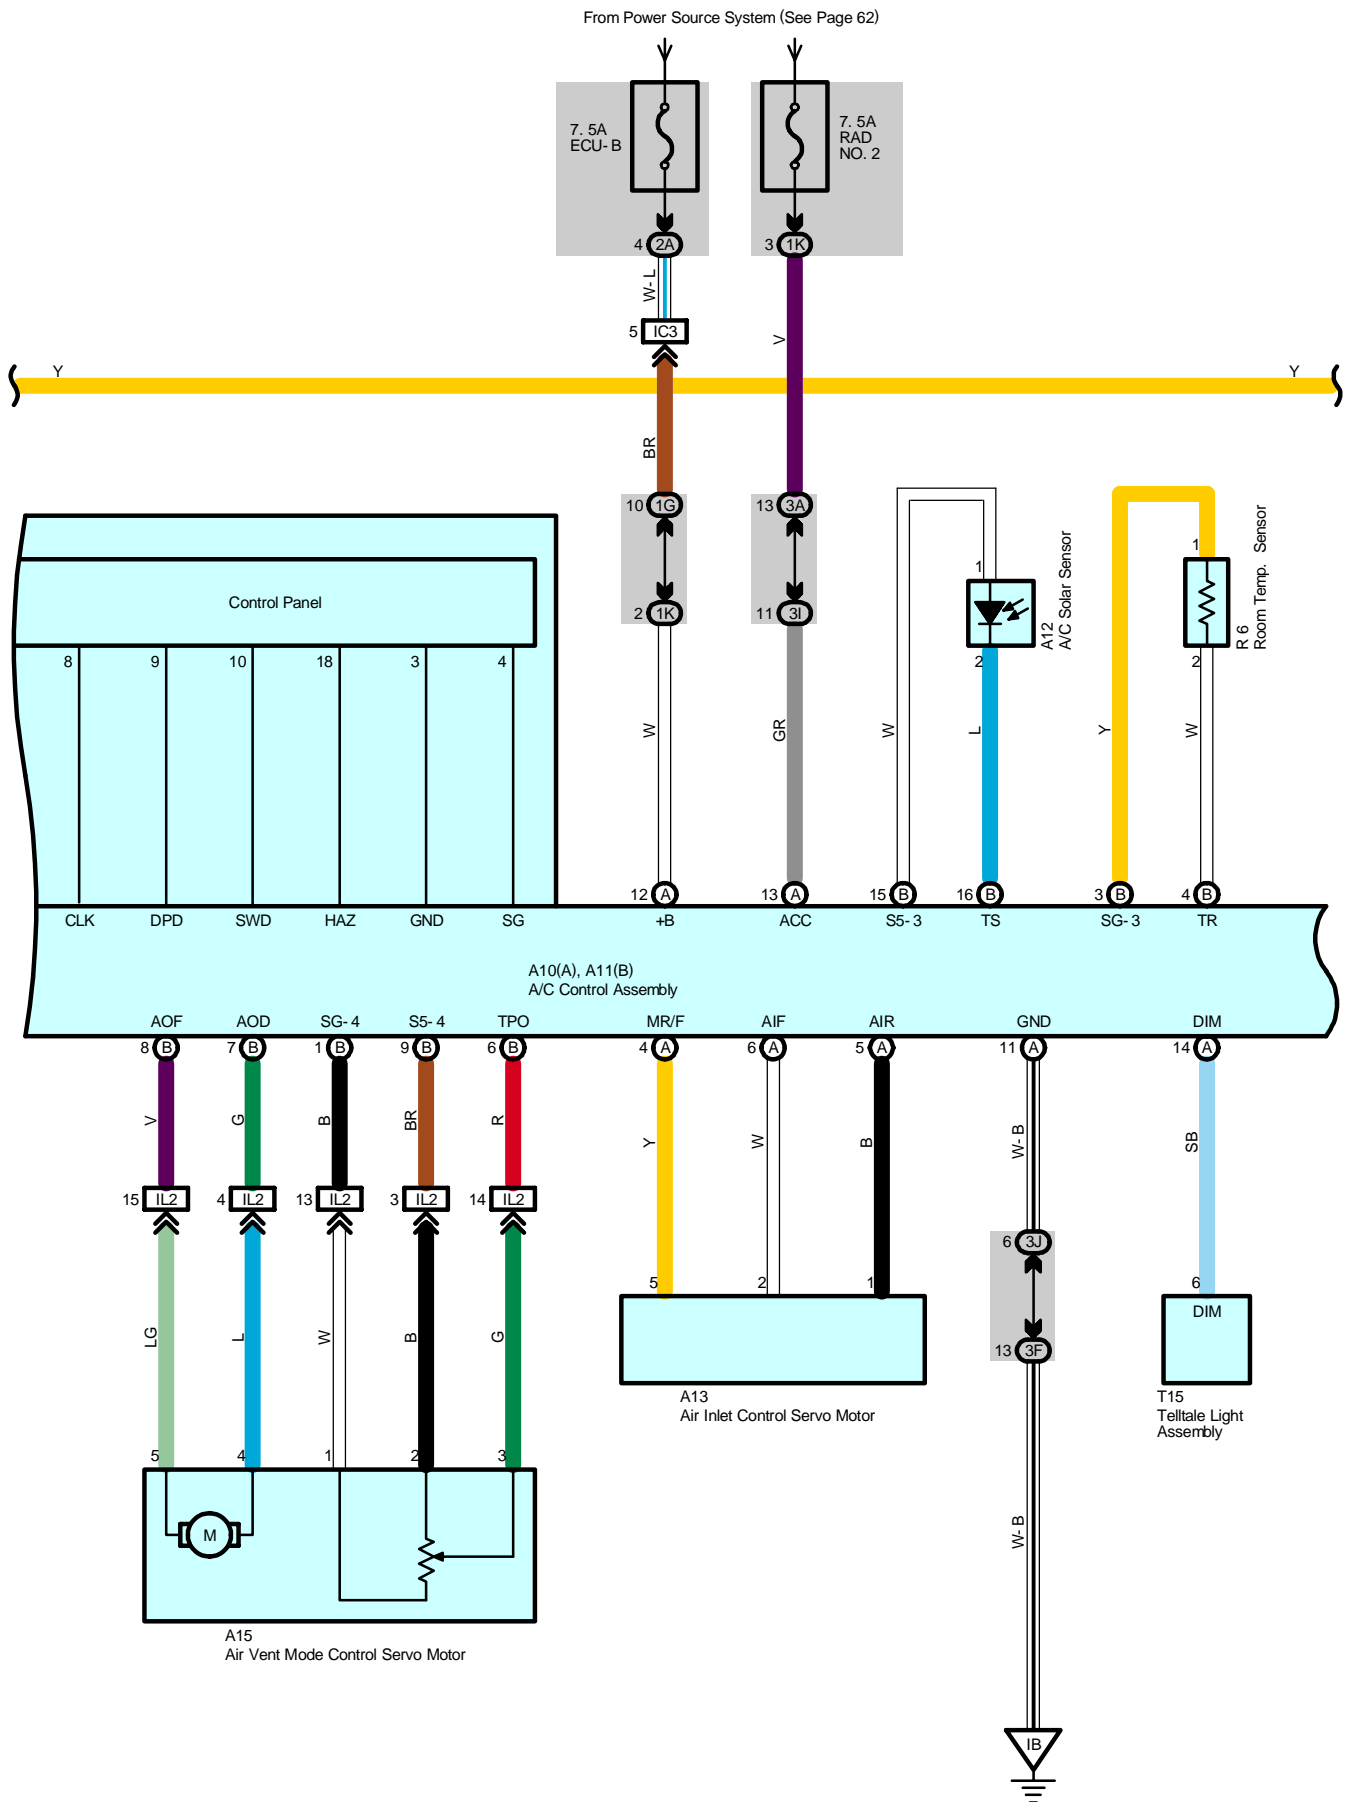 From Power Source System (See Page 62)
7. 5A
ECU- B
7. 5A
RAD
NO. 2
4 2A
3 1K
W- L
5 IC3
V
Y
Y
BR
10 1G
13 3A
2 1K
11 3I
1
A12
A/C Solar Sensor
2
1
R 6
Room Temp. Sensor
2
Control Panel
8
9
10
18
3
4
W
GR
W
L
Y
W
12 A
13 A
15 B
16 B
3 B
4 B
CLK
DPD
SWD
HAZ
GND
SG
+B
ACC
S5- 3
TS
SG- 3
TR
A10(A), A11(B)
A/C Control Assembly
AOF
AOD
SG- 4
S5- 4
TPO
MR/F
AIF
AIR
GND
DIM
8 B
7 B
1 B
9 B
6 B
4 A
6 A
5 A
11 A
14 A
V
G
B
BR
R
Y
W
B
W- B
SB
15 IL2
4 IL2
13 IL2
3 IL2
14 IL2
6 3J
13 3F
LG
L
W
B
G
5
2
1
6
DIM
A13
Air Inlet Control Servo Motor
T15
Telltale Light
Assembly
5
4
1
2
3
M
W- B
A15
Air Vent Mode Control Servo Motor
IB